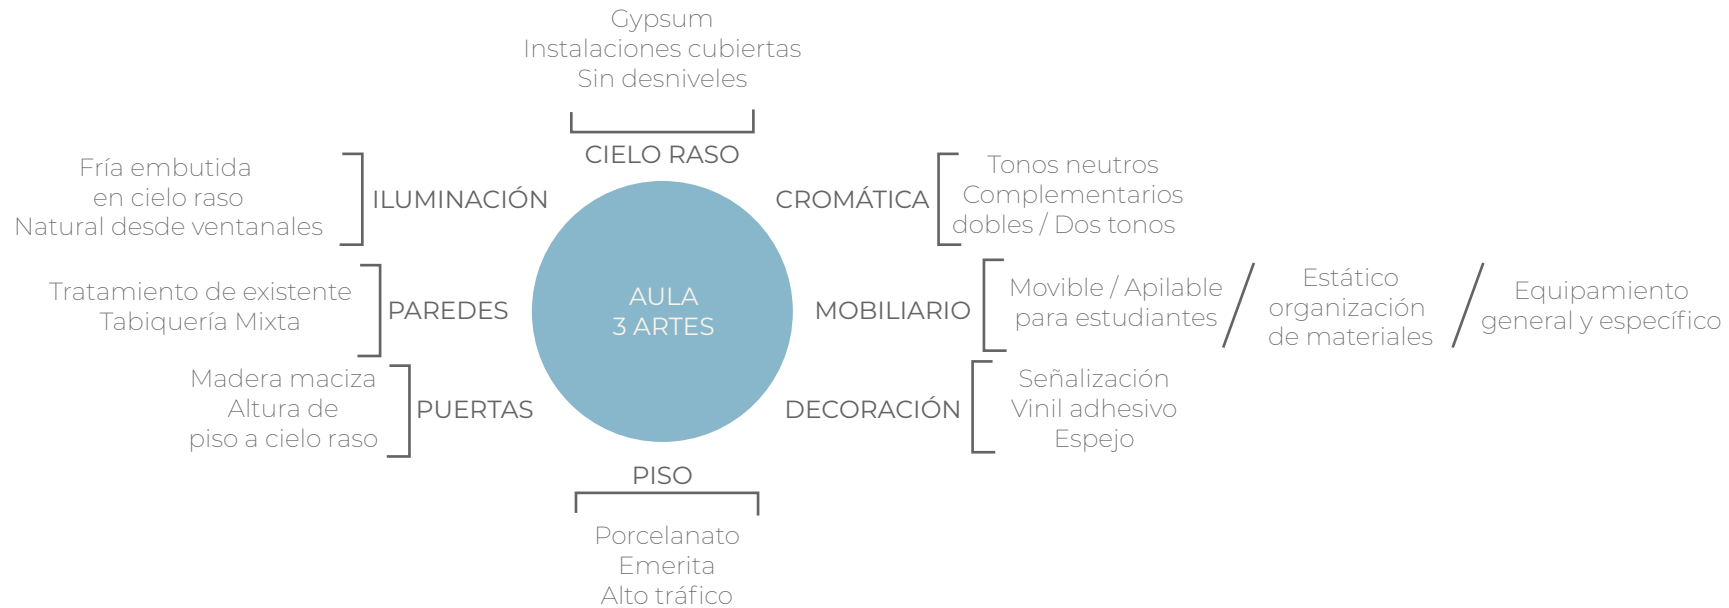 Gypsum
Instalaciones cubiertas
Sin desniveles
CIELO RASO
Fría embutida
en cielo raso
Natural desde ventanales
ILUMINACIÓN
CROMÁTICA
Tonos neutros
Complementarios
dobles / Dos tonos
Tratamiento de existente
Tabiquería Mixta
PAREDES
AULA
3 ARTES
MOBILIARIO
Movible / Apilable
para estudiantes
/
Estático
organización
de materiales
/
Equipamiento
general y específico
Madera maciza
Altura de
piso a cielo raso
PUERTAS
DECORACIÓN
Señalización
Vinil adhesivo
Espejo
PISO
Porcelanato
Emerita
Alto tráfico